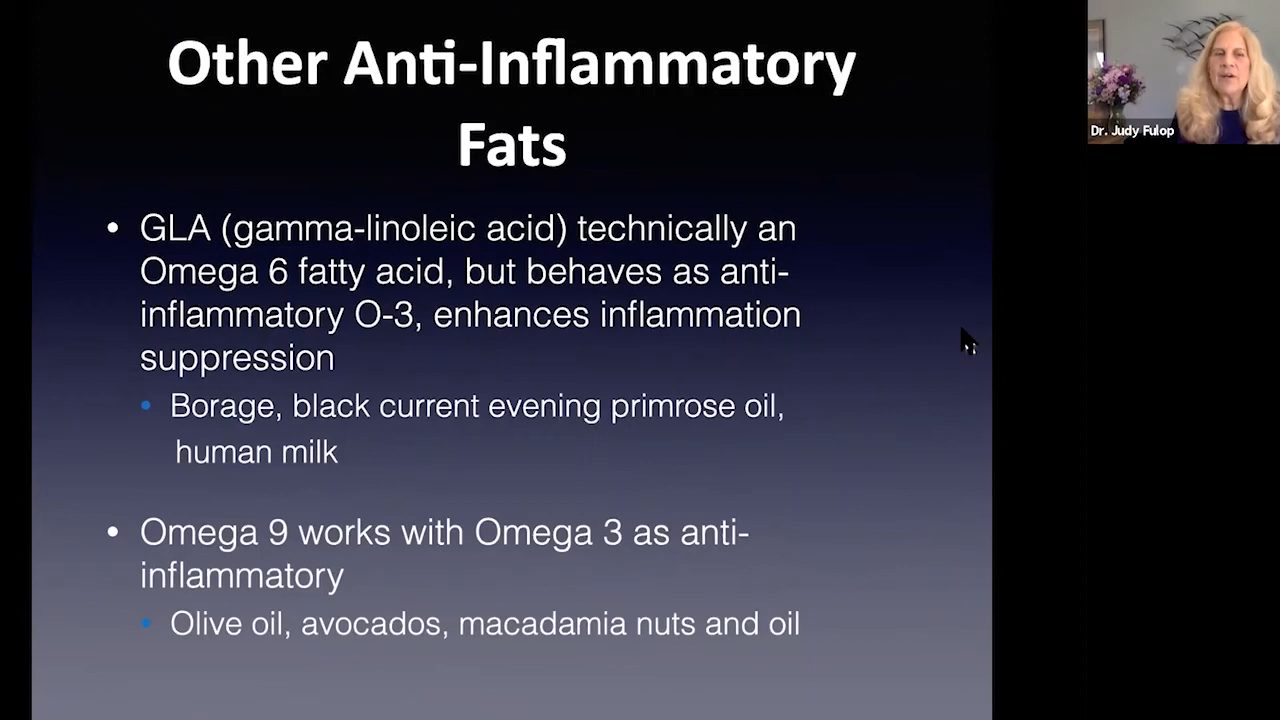 Other Anti-Inflammatory
Fats
• GLA (gamma-linoleic acid) technically an
Omega 6 fatty acid, but behaves as anti-
inflammatory O-3, enhances inflammation
suppression
• Borage, black current evening primrose oil,
human milk
• Omega 9 works with Omega 3 as anti-
inflammatory
• Olive oil, avocados, macadamia nuts and oil
Dr. Judy Fulop